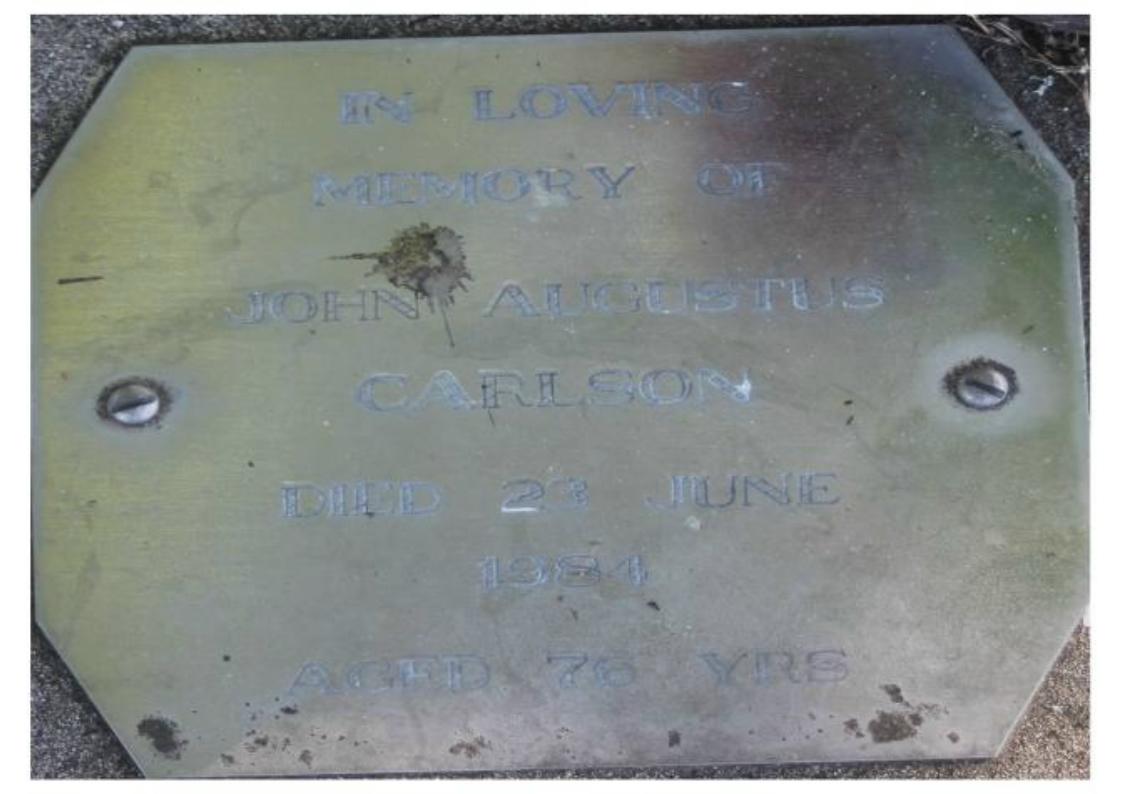 IN LOVING
MEMORY OF
JOHN AUGUSTUS
CARLSON
DIED 23 JUNE
1984
AGED 76 YRS